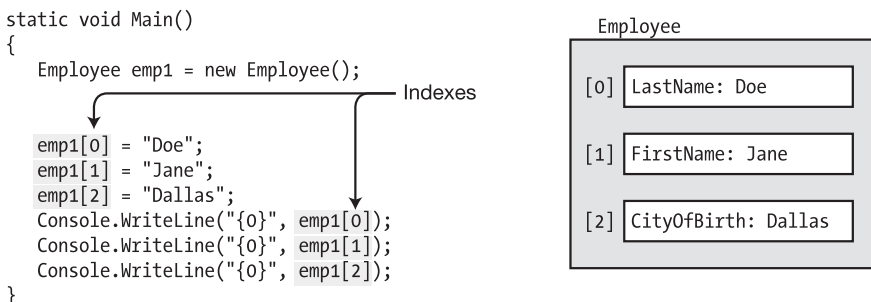 static void Main()
{
Employee emp1 = new Employee();
Indexes
emp1[0] = "Doe";
emp1[1] = "Jane";
emp1[2] = "Dallas";
Console.WriteLine("{0}", emp1[0]);
Console.WriteLine("{0}", emp1[1]);
Console.WriteLine("{0}", emp1[2]);
}
Employee
[0] LastName: Doe
[1] FirstName: Jane
[2] CityOfBirth: Dallas